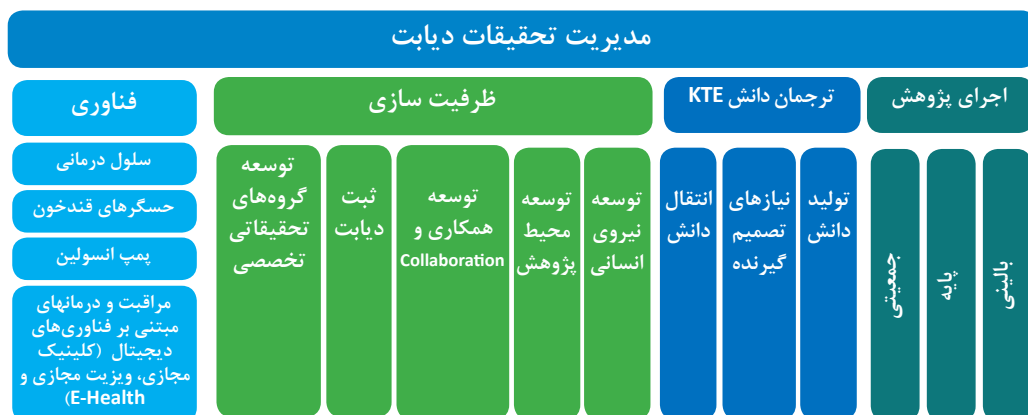 مدیریت تحقیقات دیابت
اجرای پژوهش
بالینی
پایه
جمعیتی
ترجمان دانش KTE
تولید
دانش
نیازهای
تصمیم
گیرنده
انتقال
دانش
ظرفیت سازی
توسعه
نیروی
انسانی
توسعه
محیط
پژوهش
توسعه
همکاری و
Collaboration
ثبت
دیابت
توسعه
گروه‌های
تحقیقاتی
تخصصی
فناوری
سلول درمانی
حسگرهای قندخون
پمپ انسولین
مراقبت و درمانهای
مبتنی بر فناوری‌های
دیجیتال (کلینیک
مجازی، ویزیت مجازی و
E-Health)